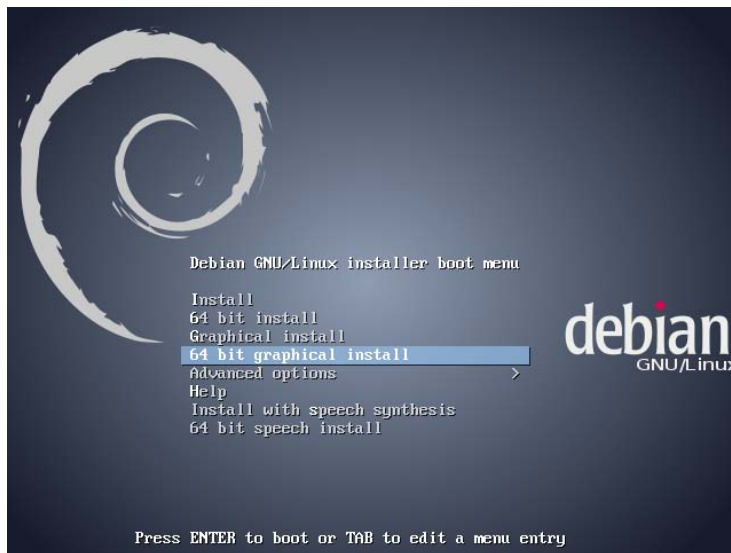 Debian GNU/Linux installer boot menu
Install
64 bit install
Graphical install
64 bit graphical install
Advanced options >
Help
Install with speech synthesis
64 bit speech install
debian
GNU/Linux
Press ENTER to boot or TAB to edit a menu entry